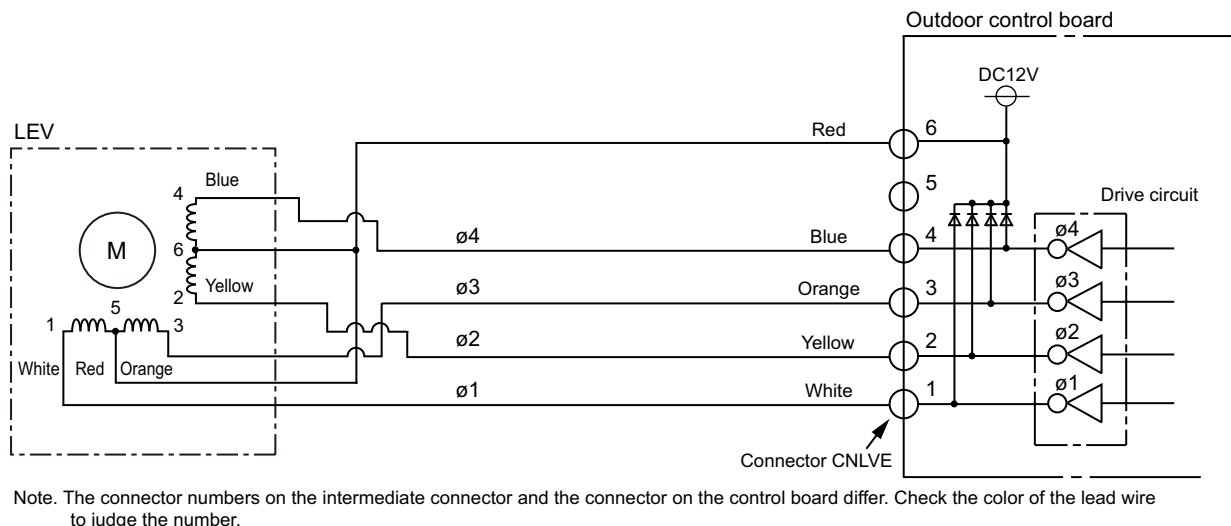 Outdoor control board
DC12V
LEV
Red
6
4
Blue
5
Drive circuit
M
6
ø4
Blue
4
ø4
Yellow
2
ø3
Orange
3
ø3
1
5
3
ø2
Yellow
2
ø2
White
Red
Orange
ø1
White
1
ø1
Connector CNLVE
Note. The connector numbers on the intermediate connector and the connector on the control board differ. Check the color of the lead wire
to judge the number.